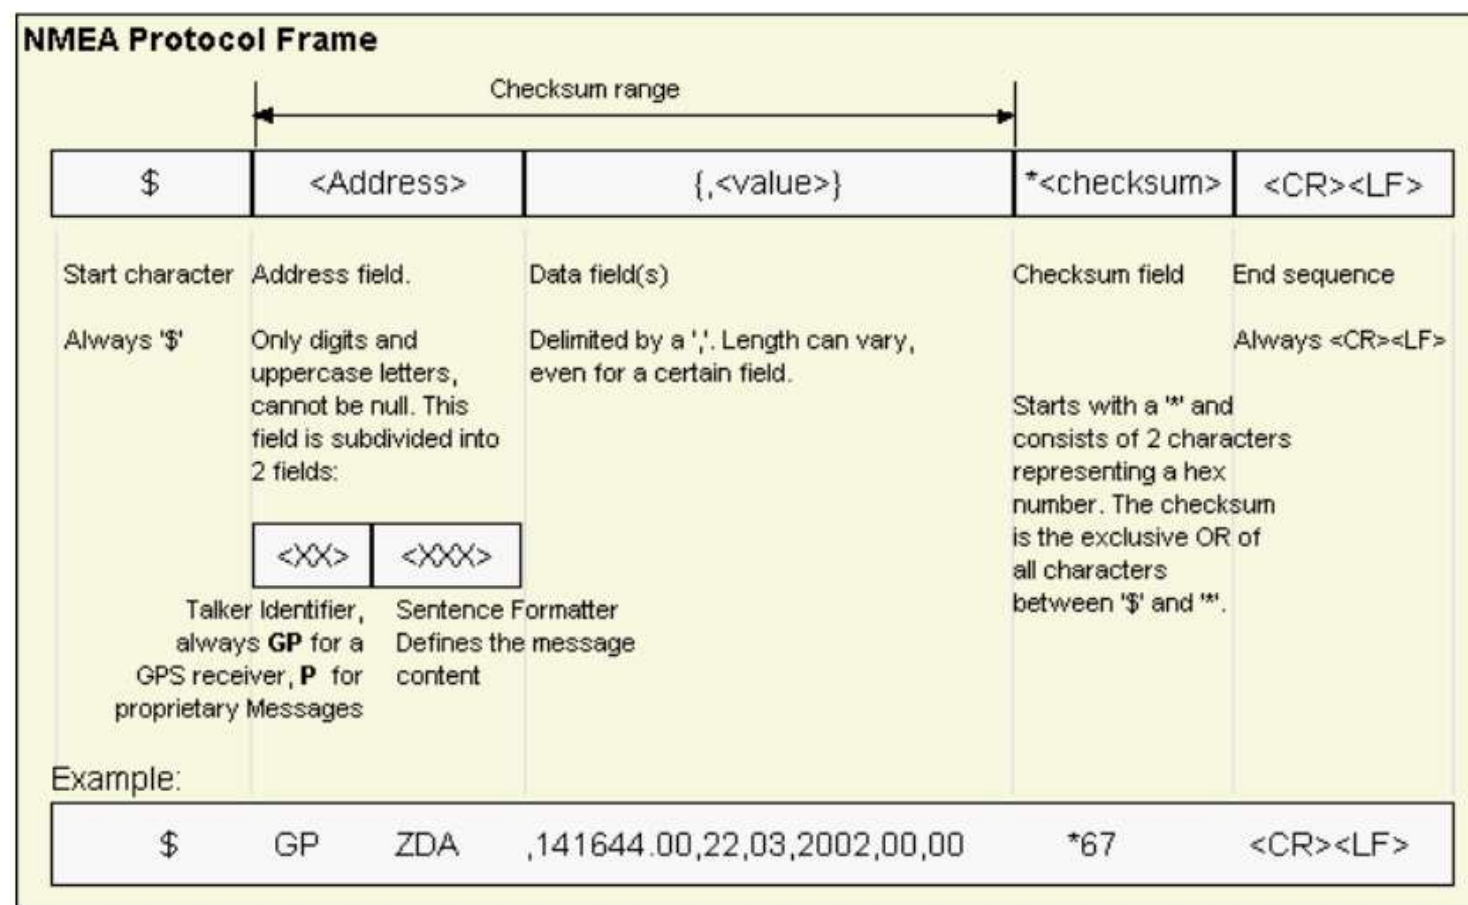 NMEA Protocol Frame
Checksum range
$ <Address> {,<value>} *<checksum> <CR><LF>
Start character
Always '$'
Address field.
Only digits and
uppercase letters,
cannot be null. This
field is subdivided into
2 fields:
<XX> <XXX>
Talker Identifier,
always GP for a
GPS receiver, P for
proprietary Messages
Sentence Formatter
Defines the message
content
Data field(s)
Delimited by a ','. Length can vary,
even for a certain field.
Checksum field
Starts with a '*' and
consists of 2 characters
representing a hex
number. The checksum
is the exclusive OR of
all characters
between '$' and '*'.
End sequence
Always <CR><LF>
Example:
$ GP ZDA ,141644.00,22,03,2002,00,00 *67 <CR><LF>